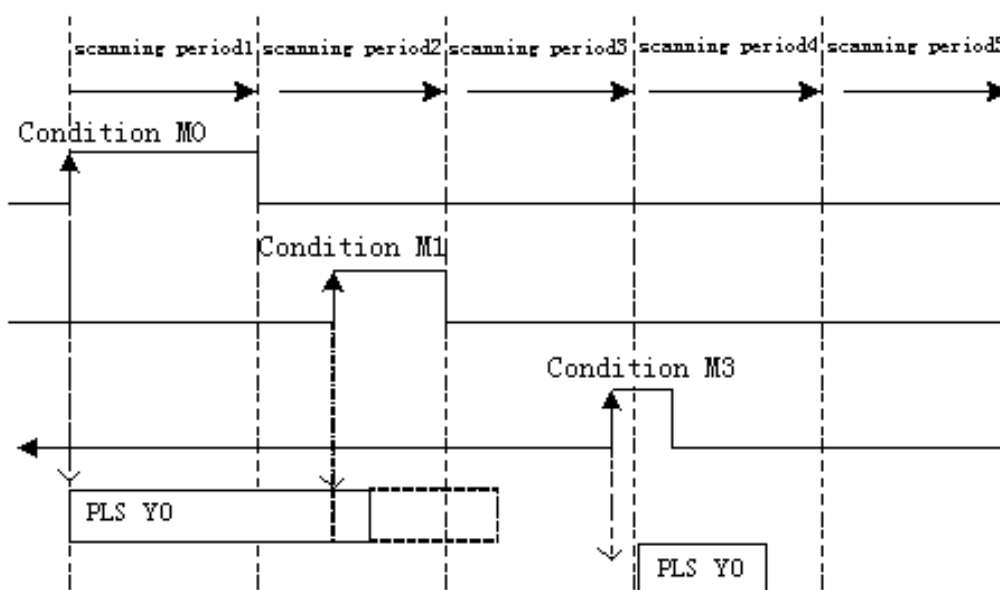 scanning period1 scanning period2 scanning period3 scanning period4 scanning period5
Condition M0
Condition M1
Condition M3
PLS Y0
PLS Y0